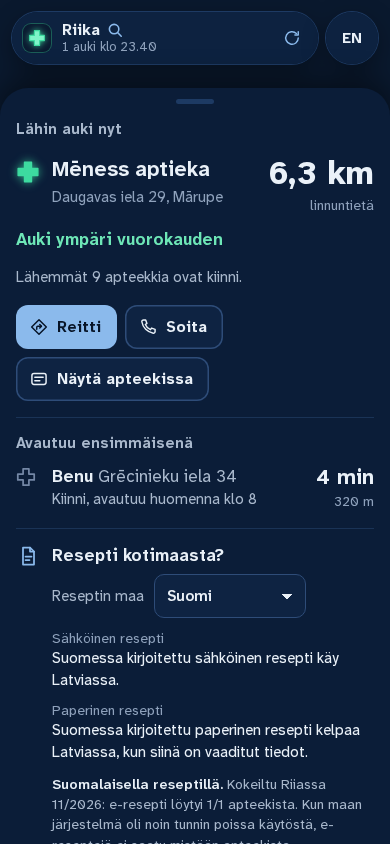 Riika
1 auki klo 23.40
EN
Lähin auki nyt
Mēness aptieka
6,3 km
Daugavas iela 29, Mārupe
linnuntietä
Auki ympäri vuorokauden
Lähemmät 9 apteekkia ovat kiinni.
Reitti
Soita
Näytä apteekissa
Avautuu ensimmäisenä
Benu Grēcinieku iela 34
4 min
Kiinni, avautuu huomenna klo 8
320 m
Resepti kotimaasta?
Reseptin maa
Suomi
Sähköinen resepti
Suomessa kirjoitettu sähköinen resepti käy
Latviassa.
Paperinen resepti
Suomessa kirjoitettu paperinen resepti kelpaa
Latviassa, kun siinä on vaaditut tiedot.
Suomalaisella reseptillä. Kokeiltu Riiassa
11/2026: e-resepti löytyi 1/1 apteekista. Kun maan
järjestelmä oli noin tunnin poissa käytöstä, e-